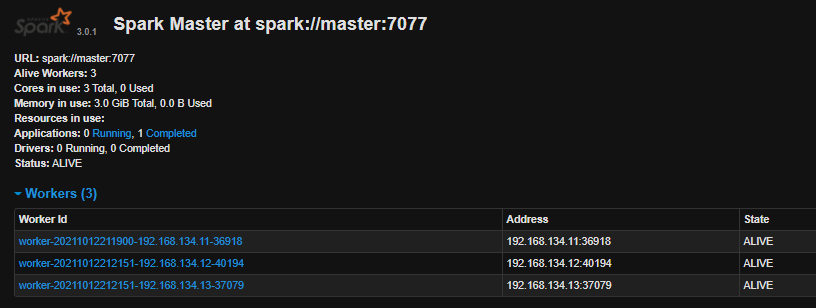 APACHE
Spark 3.0.1 Spark Master at spark://master:7077
URL: spark://master:7077
Alive Workers: 3
Cores in use: 3 Total, 0 Used
Memory in use: 3.0 GiB Total, 0.0 B Used
Resources in use:
Applications: 0 Running, 1 Completed
Drivers: 0 Running, 0 Completed
Status: ALIVE
Workers (3)
Worker Id Address State
worker-20211012211900-192.168.134.11-36918 192.168.134.11:36918 ALIVE
worker-20211012212151-192.168.134.12-40194 192.168.134.12:40194 ALIVE
worker-20211012212151-192.168.134.13-37079 192.168.134.13:37079 ALIVE